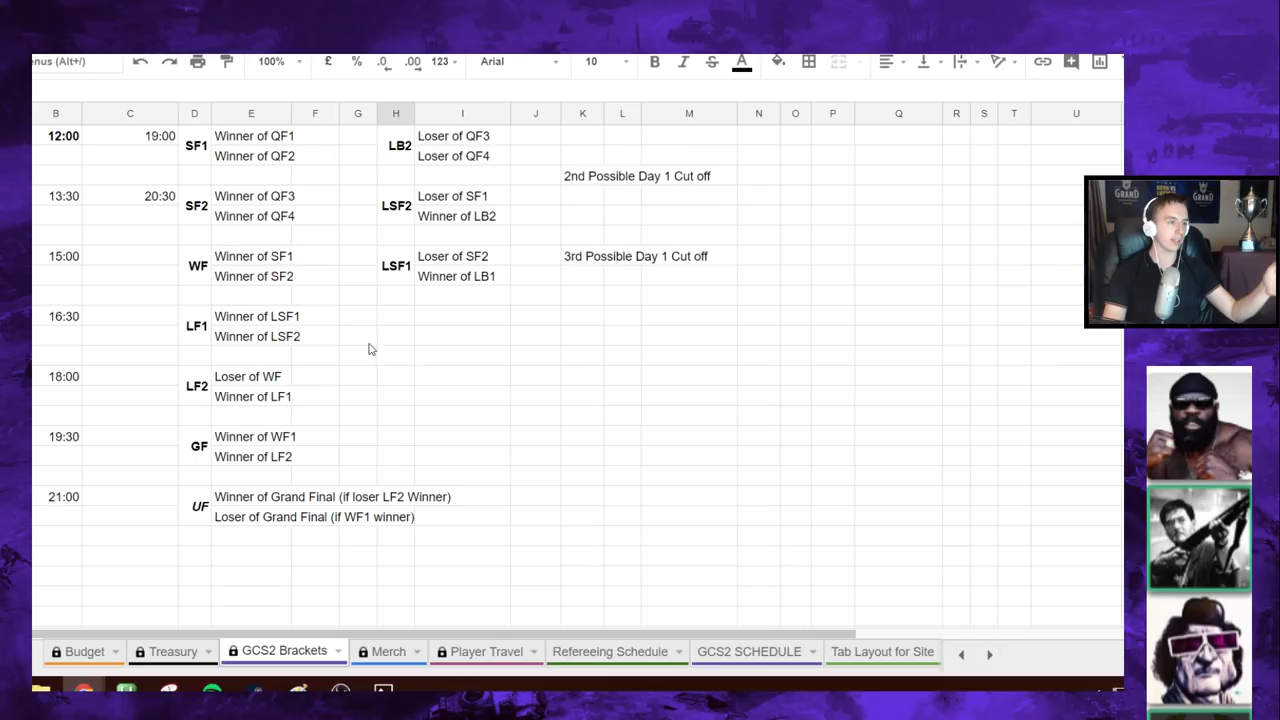 enus (Alt+/) 100% £ % .0 .00 123 Arial 10 B I S A
B C D E F G H I J K L M N O P Q R S T U
12:00 19:00 SF1 Winner of QF1 LB2 Loser of QF3
Winner of QF2 Loser of QF4
2nd Possible Day 1 Cut off
13:30 20:30 SF2 Winner of QF3 LSF2 Loser of SF1
Winner of QF4 Winner of LB2
15:00 WF Winner of SF1 LSF1 Loser of SF2 3rd Possible Day 1 Cut off
Winner of SF2 Winner of LB1
16:30 LF1 Winner of LSF1
Winner of LSF2
18:00 LF2 Loser of WF
Winner of LF1
19:30 GF Winner of WF1
Winner of LF2
21:00 UF Winner of Grand Final (if loser LF2 Winner)
Loser of Grand Final (if WF1 winner)
Budget Treasury GCS2 Brackets Merch Player Travel Refereeing Schedule GCS2 SCHEDULE Tab Layout for Site
GRAND